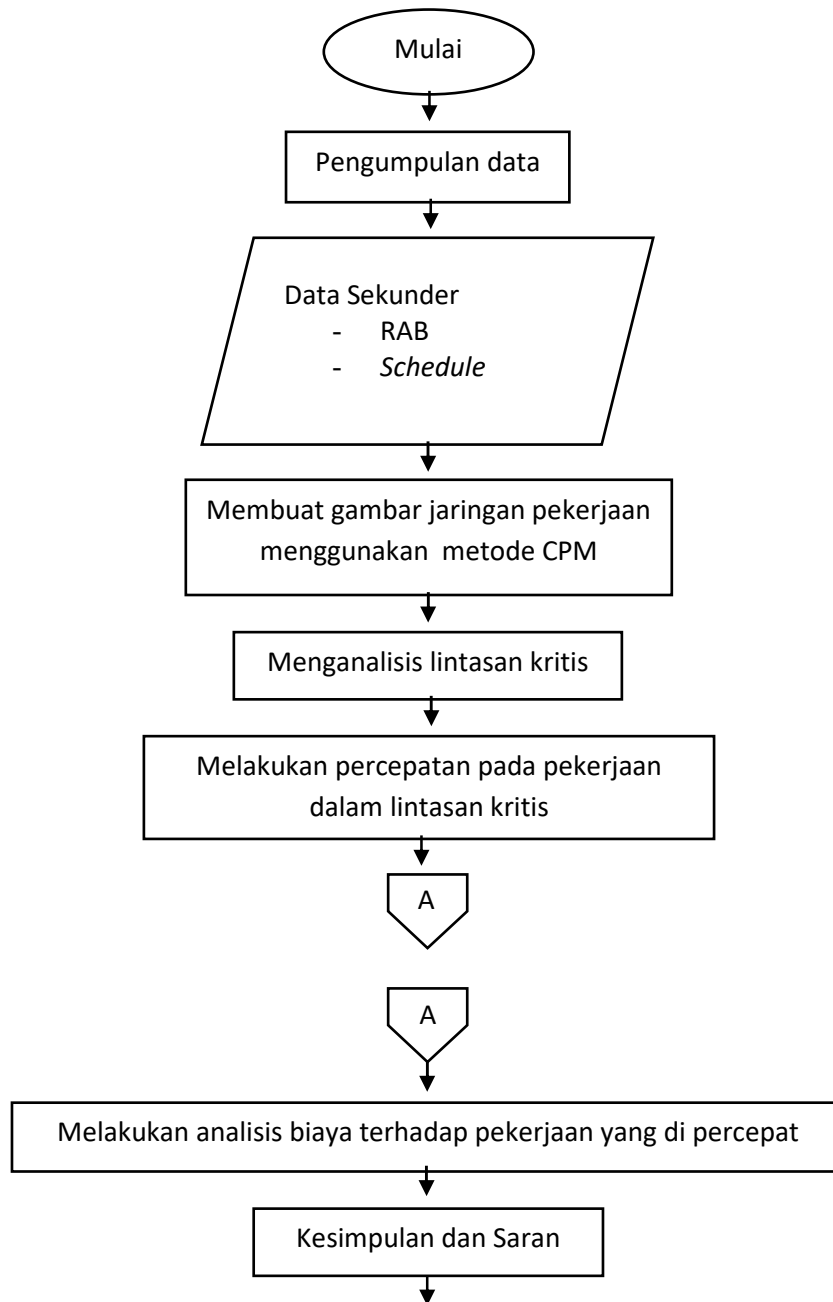 Mulai
Pengumpulan data
Data Sekunder
- RAB
- Schedule
Membuat gambar jaringan pekerjaan
menggunakan metode CPM
Menganalisis lintasan kritis
Melakukan percepatan pada pekerjaan
dalam lintasan kritis
A
A
Melakukan analisis biaya terhadap pekerjaan yang di percepat
Kesimpulan dan Saran